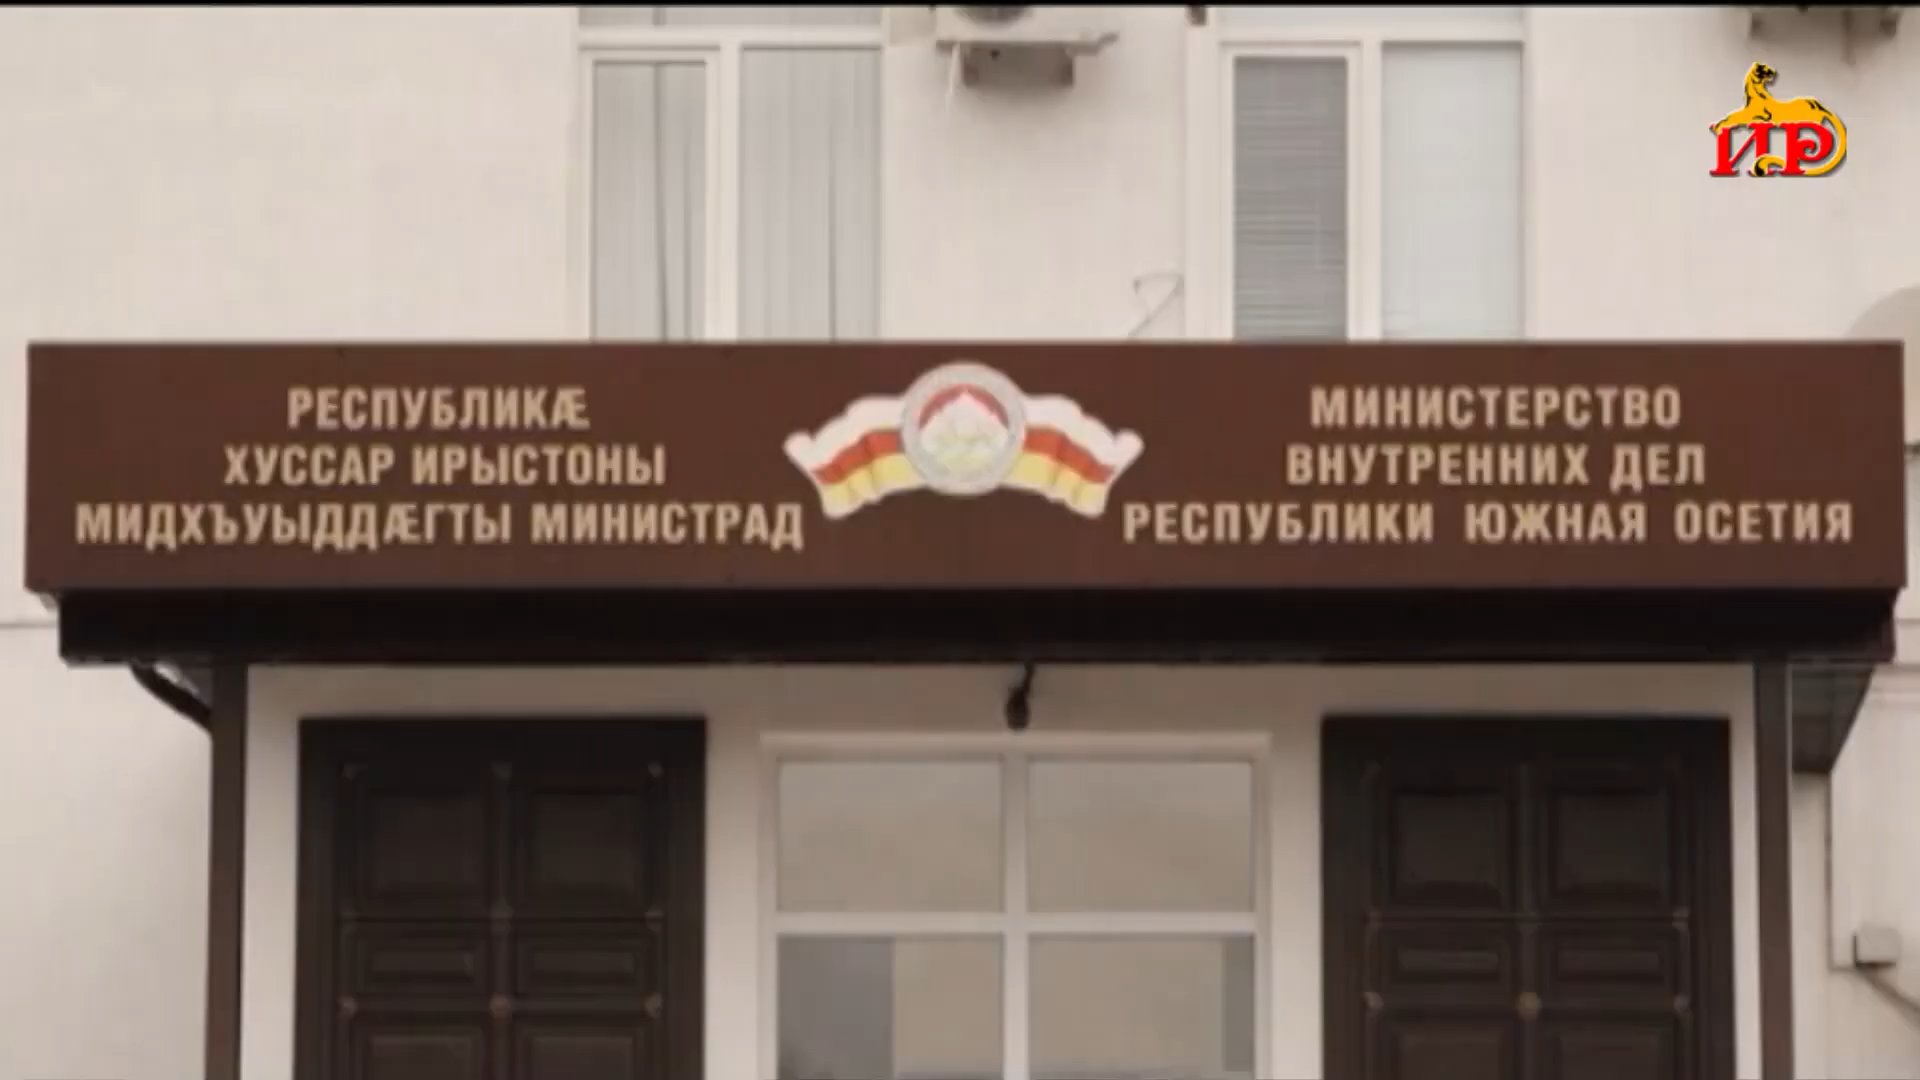 РЕСПУБЛИКÆ
ХУССАР ИРЫСТОНЫ
МИДХЪУЫДДÆГТЫ МИНИСТРАД
МИНИСТЕРСТВО
ВНУТРЕННИХ ДЕЛ
РЕСПУБЛИКИ ЮЖНАЯ ОСЕТИЯ
ИР